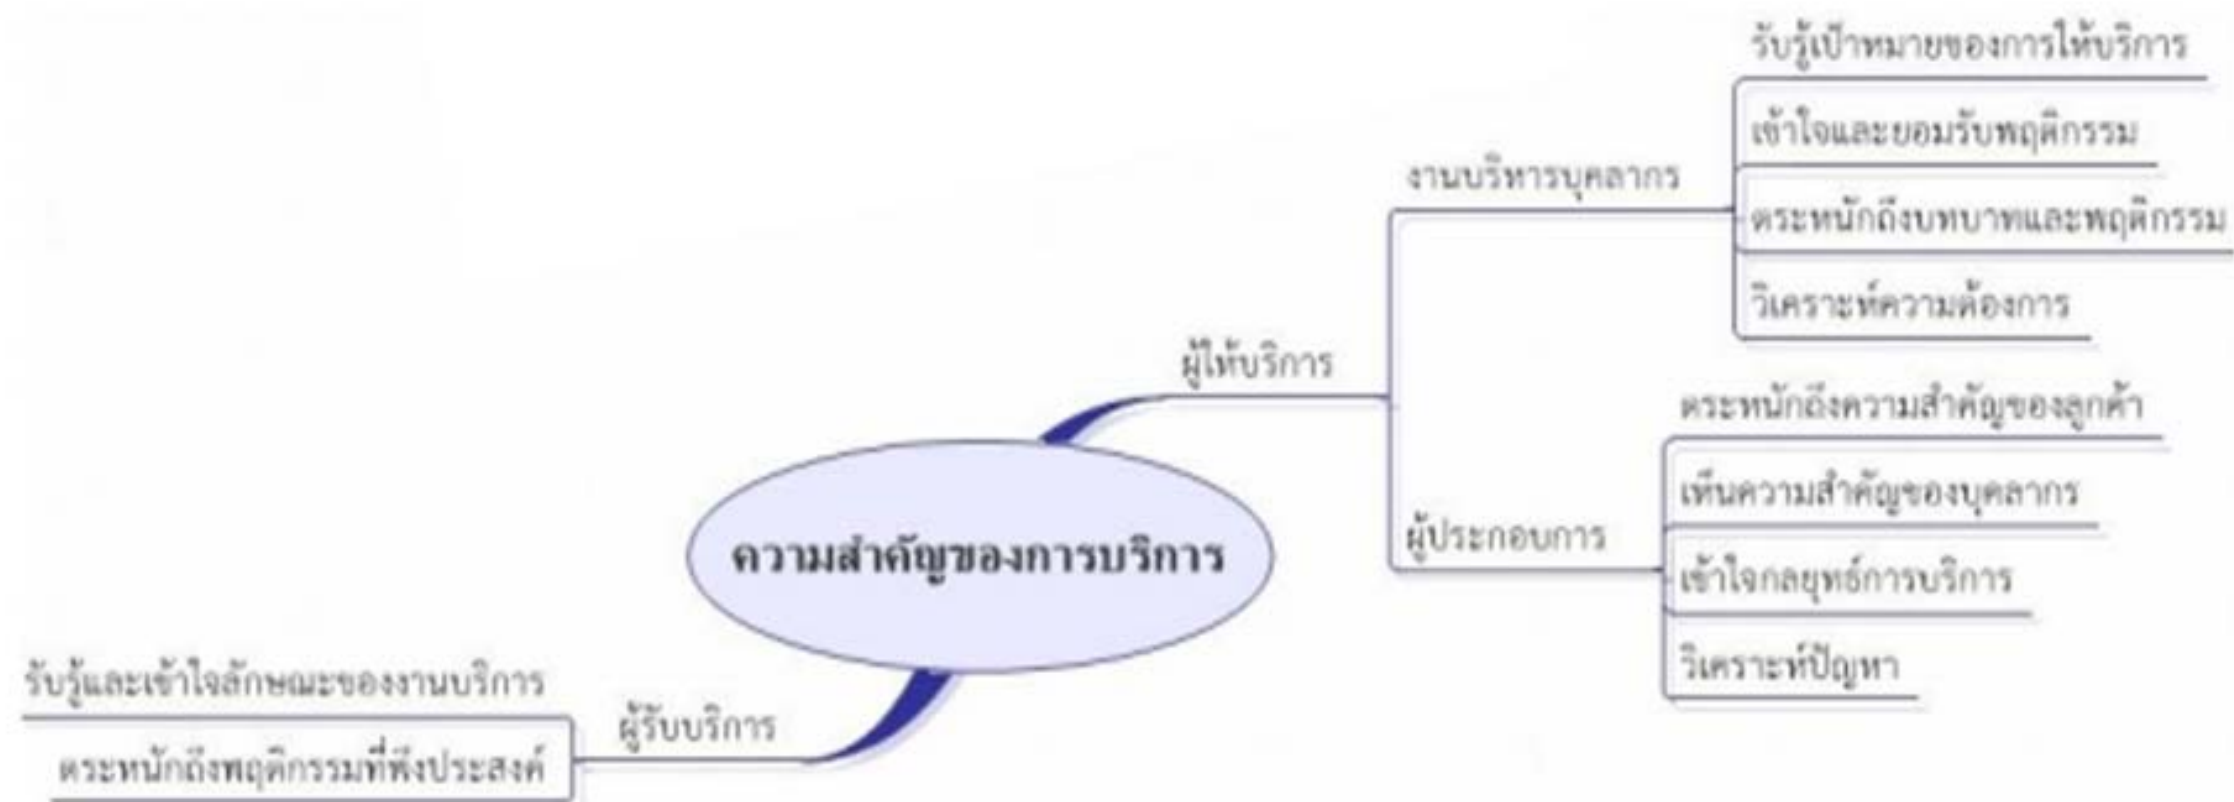 รับรู้เป้าหมายของการให้บริการ
เข้าใจและยอมรับพฤติกรรม
งานบริหารบุคลากร
ตระหนักถึงบทบาทและพฤติกรรม
วิเคราะห์ความต้องการ
ผู้ให้บริการ
ตระหนักถึงความสำคัญของลูกค้า
เห็นความสำคัญของบุคลากร
ผู้ประกอบการ
เข้าใจกลยุทธ์การบริการ
วิเคราะห์ปัญหา
ความสำคัญของการบริการ
รับรู้และเข้าใจลักษณะของงานบริการ
ผู้รับบริการ
ตระหนักถึงพฤติกรรมที่พึงประสงค์